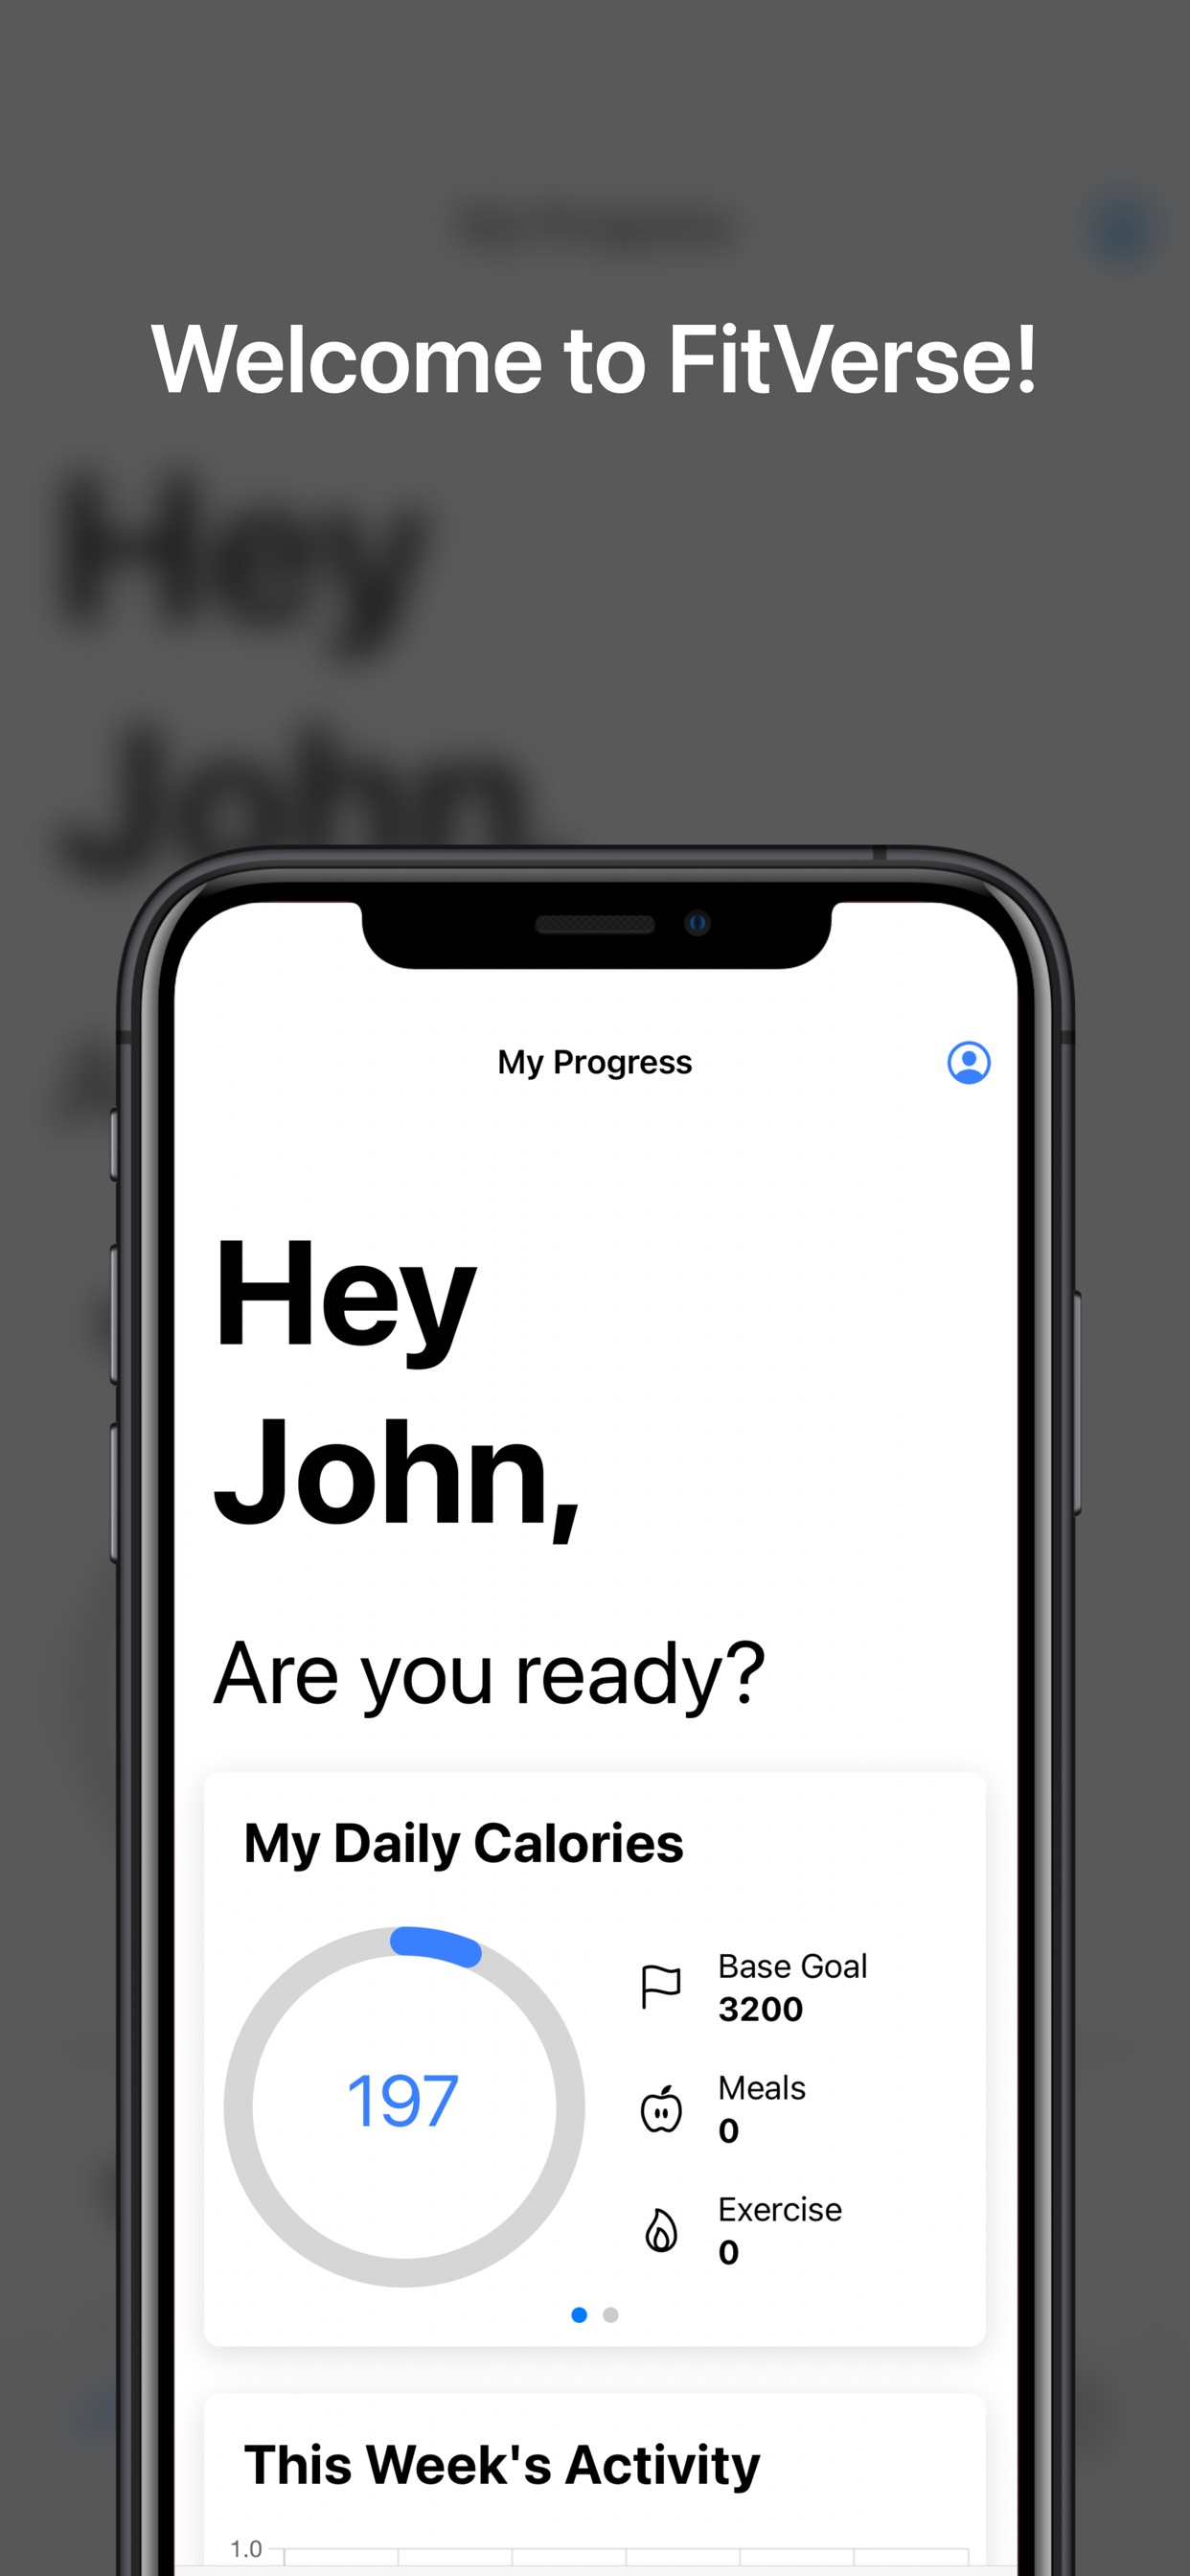 Welcome to FitVerse!
My Progress
Hey
John,
Are you ready?
My Daily Calories
197
Base Goal
3200
Meals
0
Exercise
0
This Week's Activity
1.0